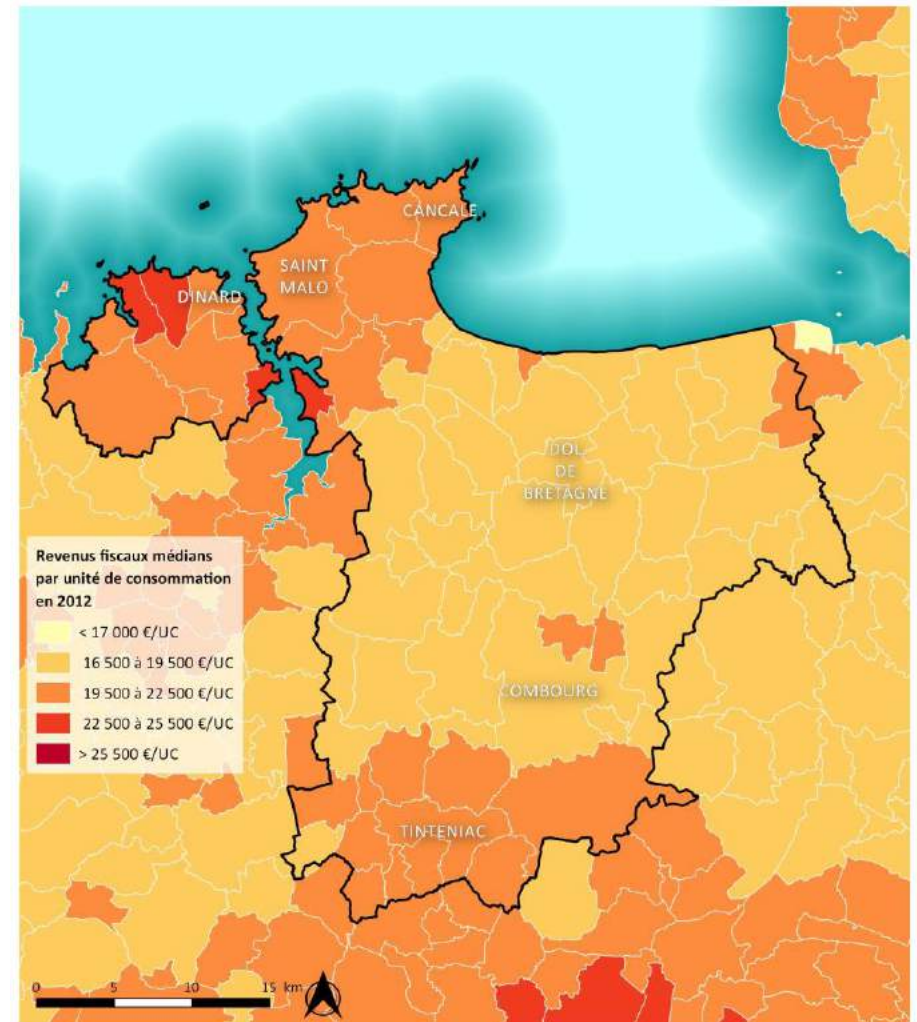 CANCALE
SAINT
MALO
DINARD
DOL
DE
BRETAGNE
Revenus fiscaux médians
par unité de consommation
en 2012
< 17 000 €/UC
16 500 à 19 500 €/UC
19 500 à 22 500 €/UC
22 500 à 25 500 €/UC
> 25 500 €/UC
COMBOURG
TINTENIAC
0 5 10 15 km